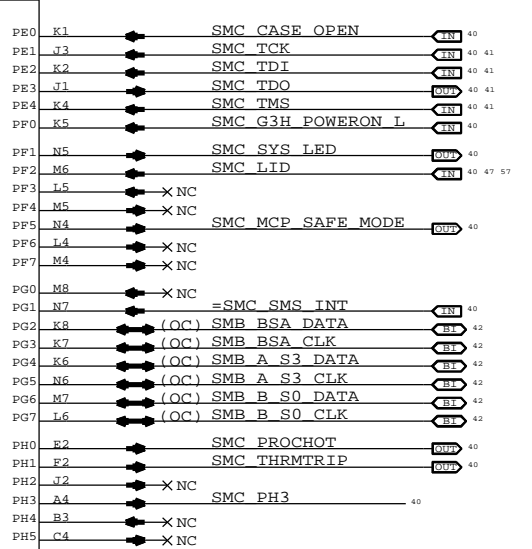 PE0 K1 SMC_CASE_OPEN IN 40
PE1 J3 SMC_TCK IN 40 41
PE2 K2 SMC_TDI IN 40 41
PE3 J1 SMC_TDO OUT 40 41
PE4 K4 SMC_TMS IN 40 41
PF0 K5 SMC_G3H_POWERON_L IN 40
PF1 N5 SMC_SYS_LED OUT 40
PF2 M6 SMC_LID IN 40 47 57
PF3 L5 NC
PF4 M5 NC
PF5 N4 SMC_MCP_SAFE_MODE OUT 40
PF6 L4 NC
PF7 M4 NC
PG0 M8 NC
PG1 N7 =SMC_SMS_INT IN 40
PG2 K8 (OC) SMB_BSA_DATA BI 42
PG3 K7 (OC) SMB_BSA_CLK BI 42
PG4 K6 (OC) SMB_A_S3_DATA BI 42
PG5 N6 (OC) SMB_A_S3_CLK BI 42
PG6 M7 (OC) SMB_B_S0_DATA BI 42
PG7 L6 (OC) SMB_B_S0_CLK BI 42
PH0 E2 SMC_PROCHOT OUT 40
PH1 F2 SMC_THRMTRIP OUT 40
PH2 J2 NC
PH3 A4 SMC_PH3 40
PH4 B3 NC
PH5 C4 NC